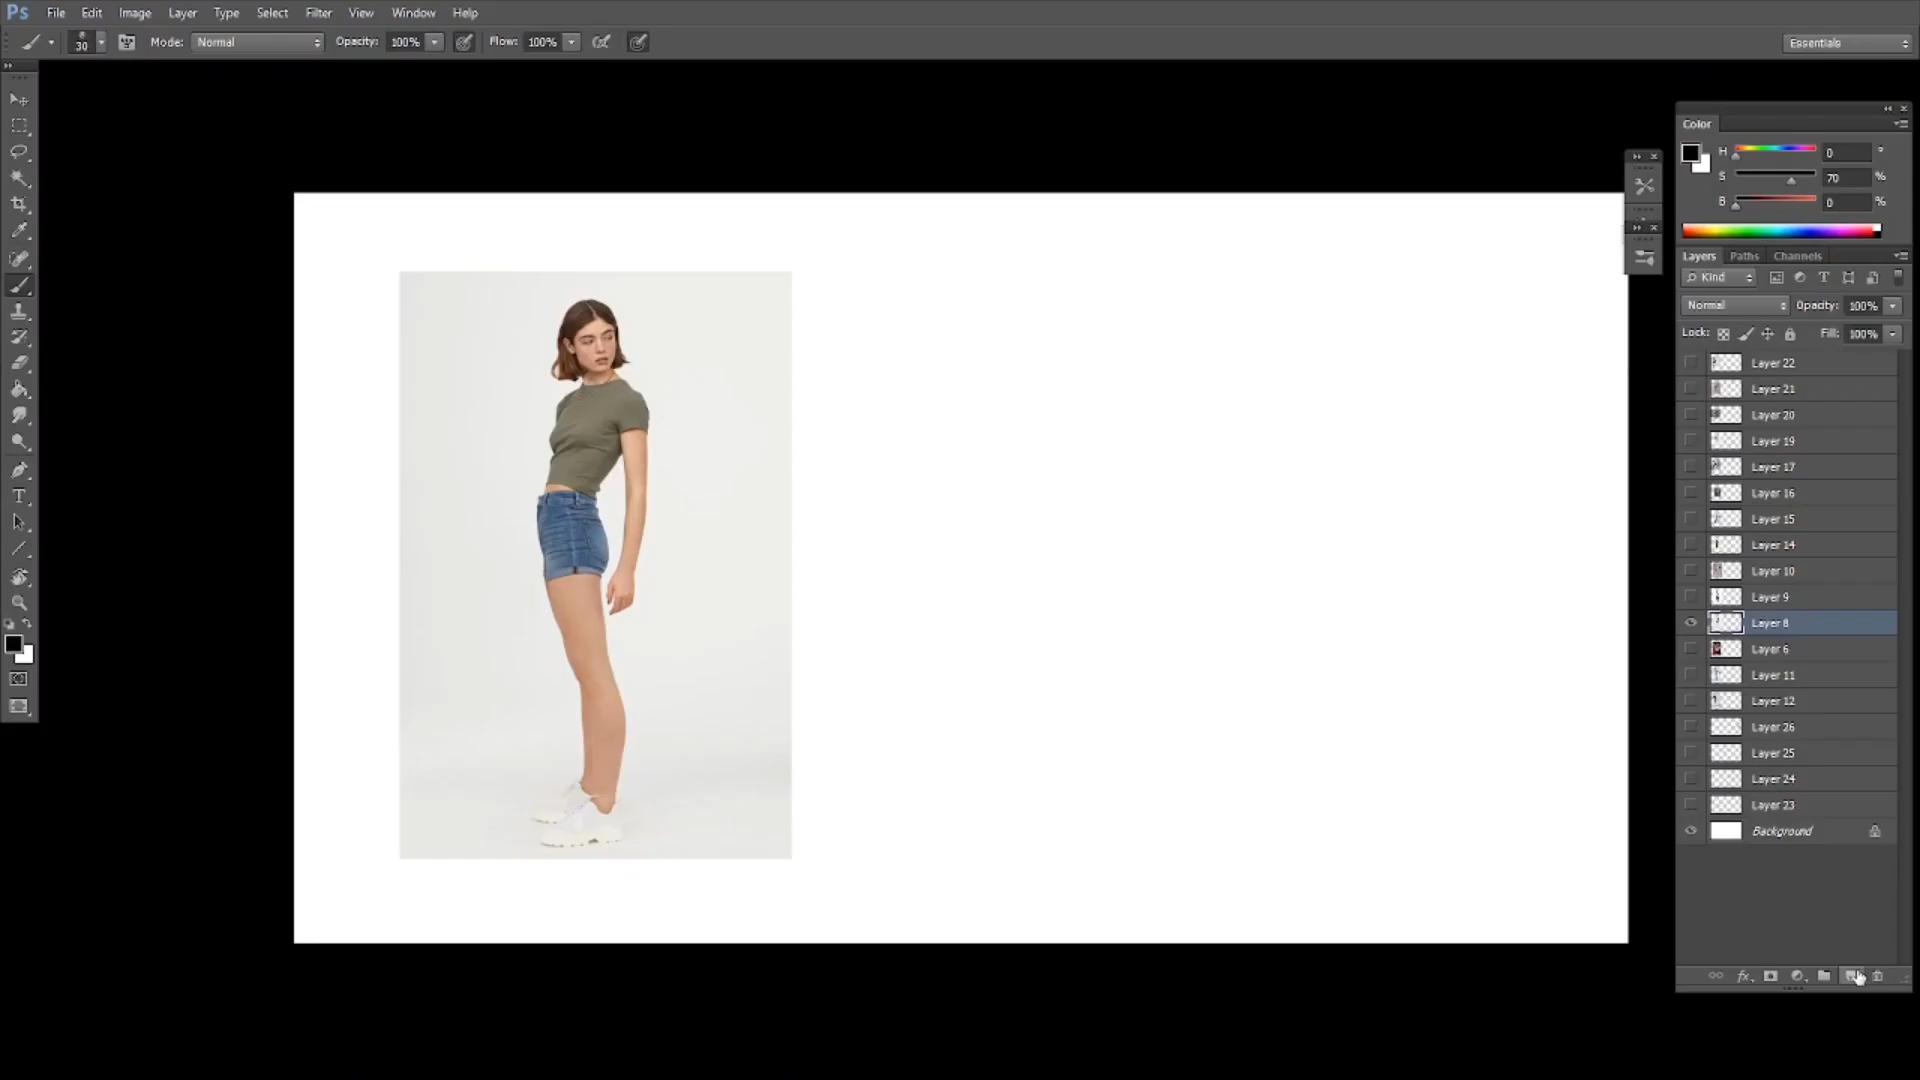 Ps File Edit Image Layer Type Select Filter View Window Help
30 Mode: Normal Opacity: 100% Flow: 100% Essentials
Color
H 0 °
S 70 %
B 0 %
Layers Paths Channels
Kind
Normal Opacity: 100%
Lock: Fill: 100%
Layer 22
Layer 21
Layer 20
Layer 19
Layer 17
Layer 16
Layer 15
Layer 14
Layer 10
Layer 9
Layer 8
Layer 6
Layer 11
Layer 12
Layer 26
Layer 25
Layer 24
Layer 23
Background
fx